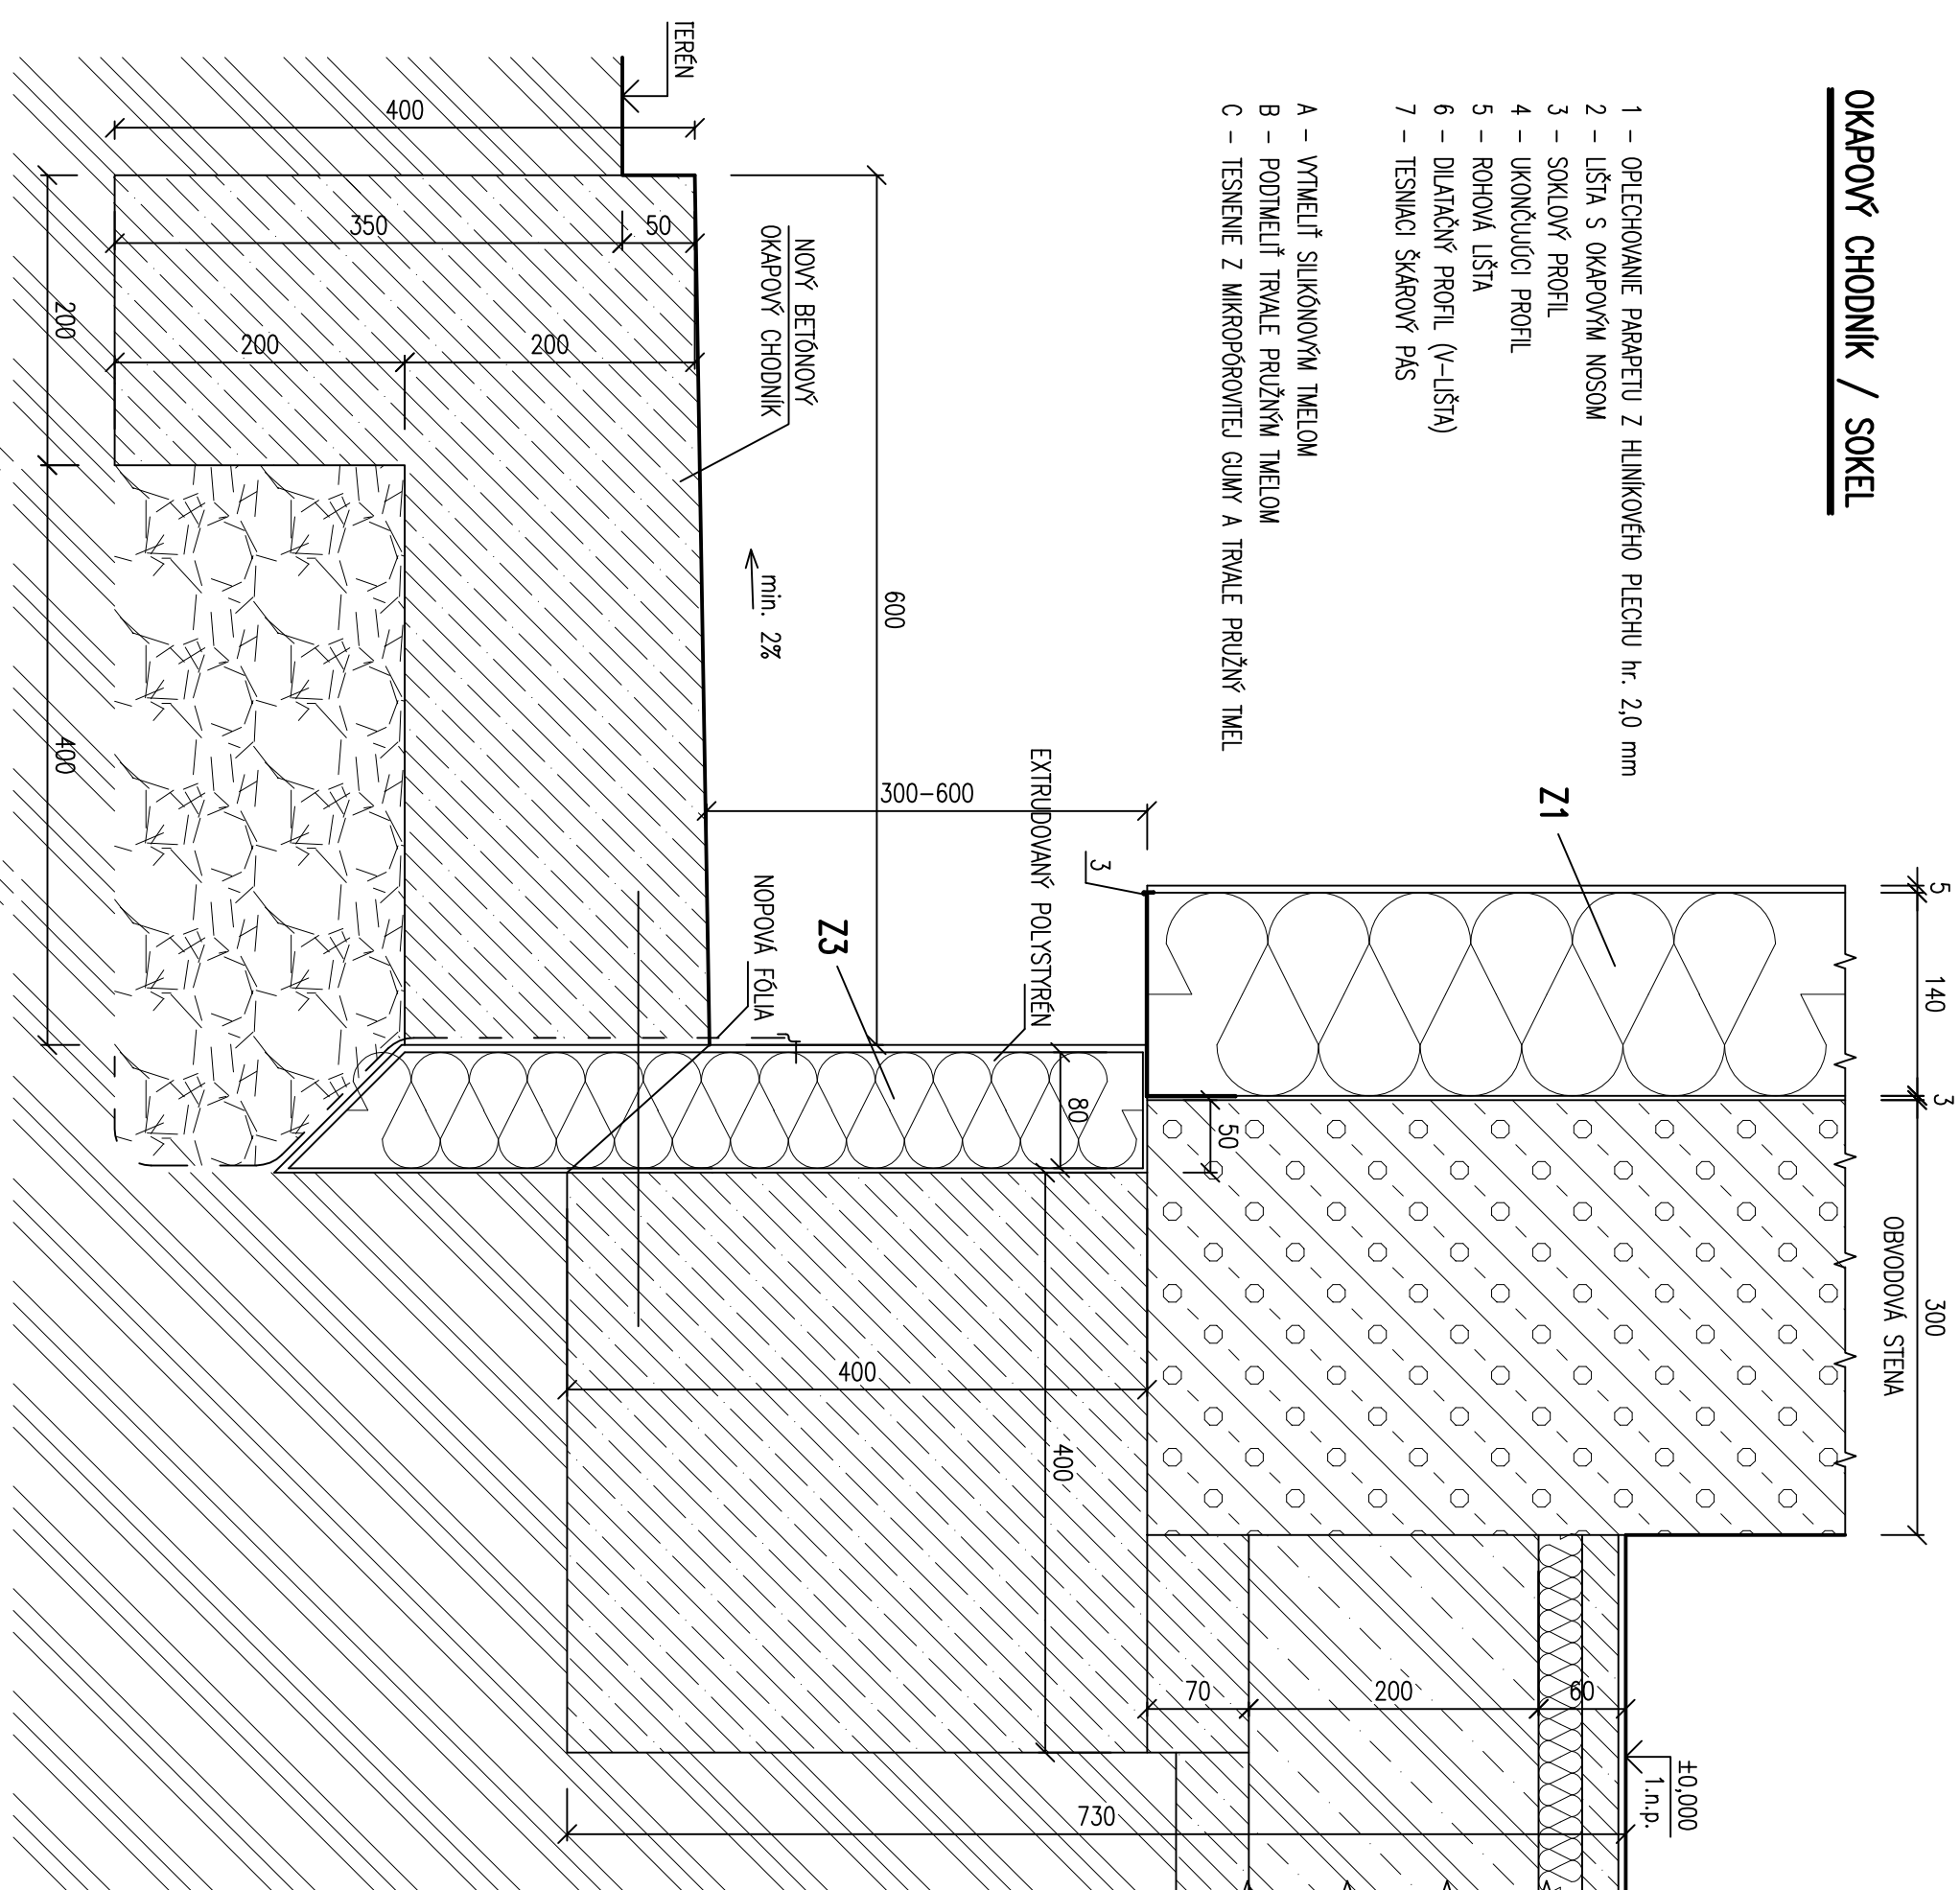 OKAPOVÝ CHODNÍK / SOKEL
1 – OPLECHOVANIE PARAPETU Z HLINÍKOVÉHO PLECHU hr. 2,0 mm
2 – LIŠTA S OKAPOVÝM NOSOM
3 – SOKLOVÝ PROFIL
4 – UKONČUJÚCI PROFIL
5 – ROHOVÁ LIŠTA
6 – DILATAČNÝ PROFIL (V–LIŠTA)
7 – TESNIACI ŠKÁROVÝ PÁS
A – VYTMELIŤ SILIKÓNOVÝM TMELOM
B – PODTMELIŤ TRVALE PRUŽNÝM TMELOM
C – TESNENIE Z MIKROPÓROVITEJ GUMY A TRVALE PRUŽNÝ TMEL
5
140
3
300
OBVODOVÁ STENA
Z1
±0,000
1.n.p.
60
200
70
730
50
3
EXTRUDOVANÝ POLYSTYRÉN
80
400
400
300–600
600
Z3
NOPOVÁ FÓLIA
min. 2%
NOVÝ BETÓNOVÝ
OKAPOVÝ CHODNÍK
TERÉN
50
350
400
200
200
200
400